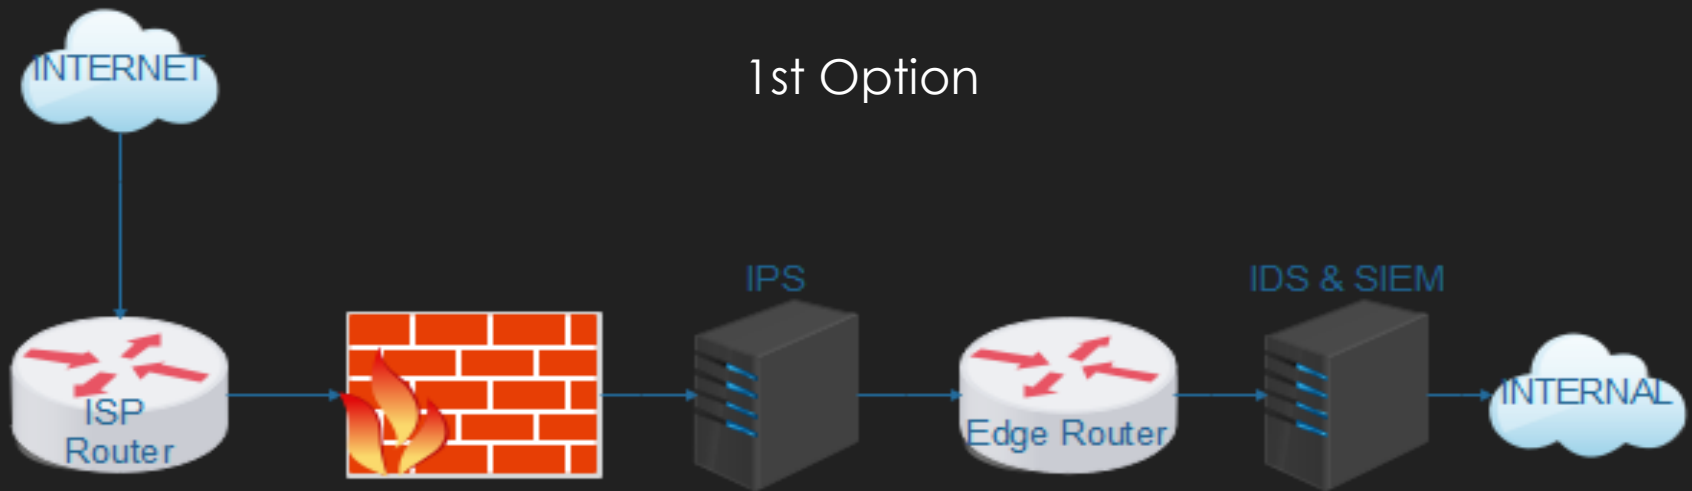 INTERNET
1st Option
IPS
IDS & SIEM
ISP
Router
Edge Router
INTERNAL